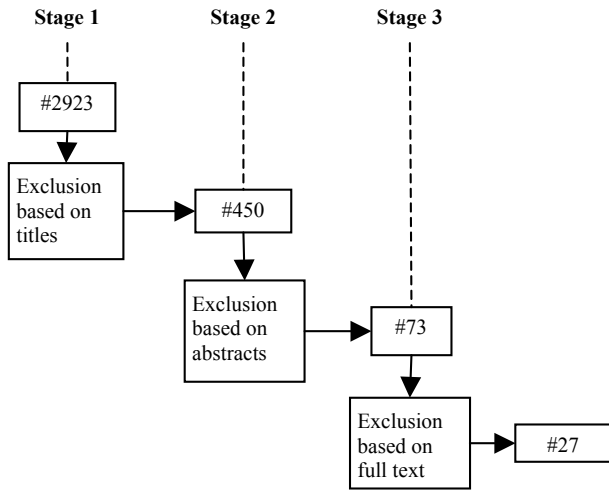 Stage 1
Stage 2
Stage 3
#2923
Exclusion
based on
titles
#450
Exclusion
based on
abstracts
#73
Exclusion
based on
full text
#27